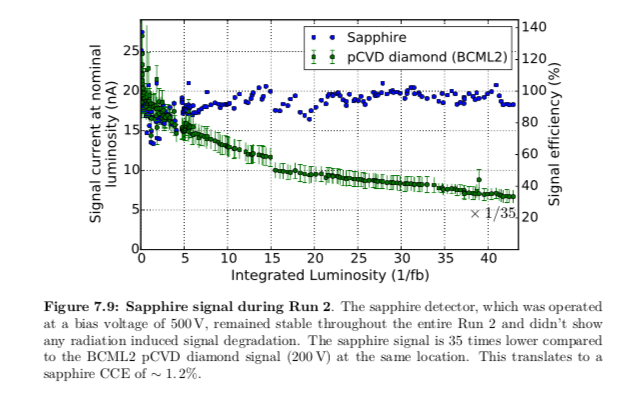 Signal current at nominal
luminosity (nA)
25
20
15
10
5
0
Sapphire
pCVD diamond (BCML2)
140
120
100
80
60
40
20
Signal efficiency (%)
× 1/35
0 5 10 15 20 25 30 35 40
Integrated Luminosity (1/fb)
Figure 7.9: Sapphire signal during Run 2. The sapphire detector, which was operated
at a bias voltage of 500 V, remained stable throughout the entire Run 2 and didn't show
any radiation induced signal degradation. The sapphire signal is 35 times lower compared
to the BCML2 pCVD diamond signal (200 V) at the same location. This translates to a
sapphire CCE of ∼ 1.2%.